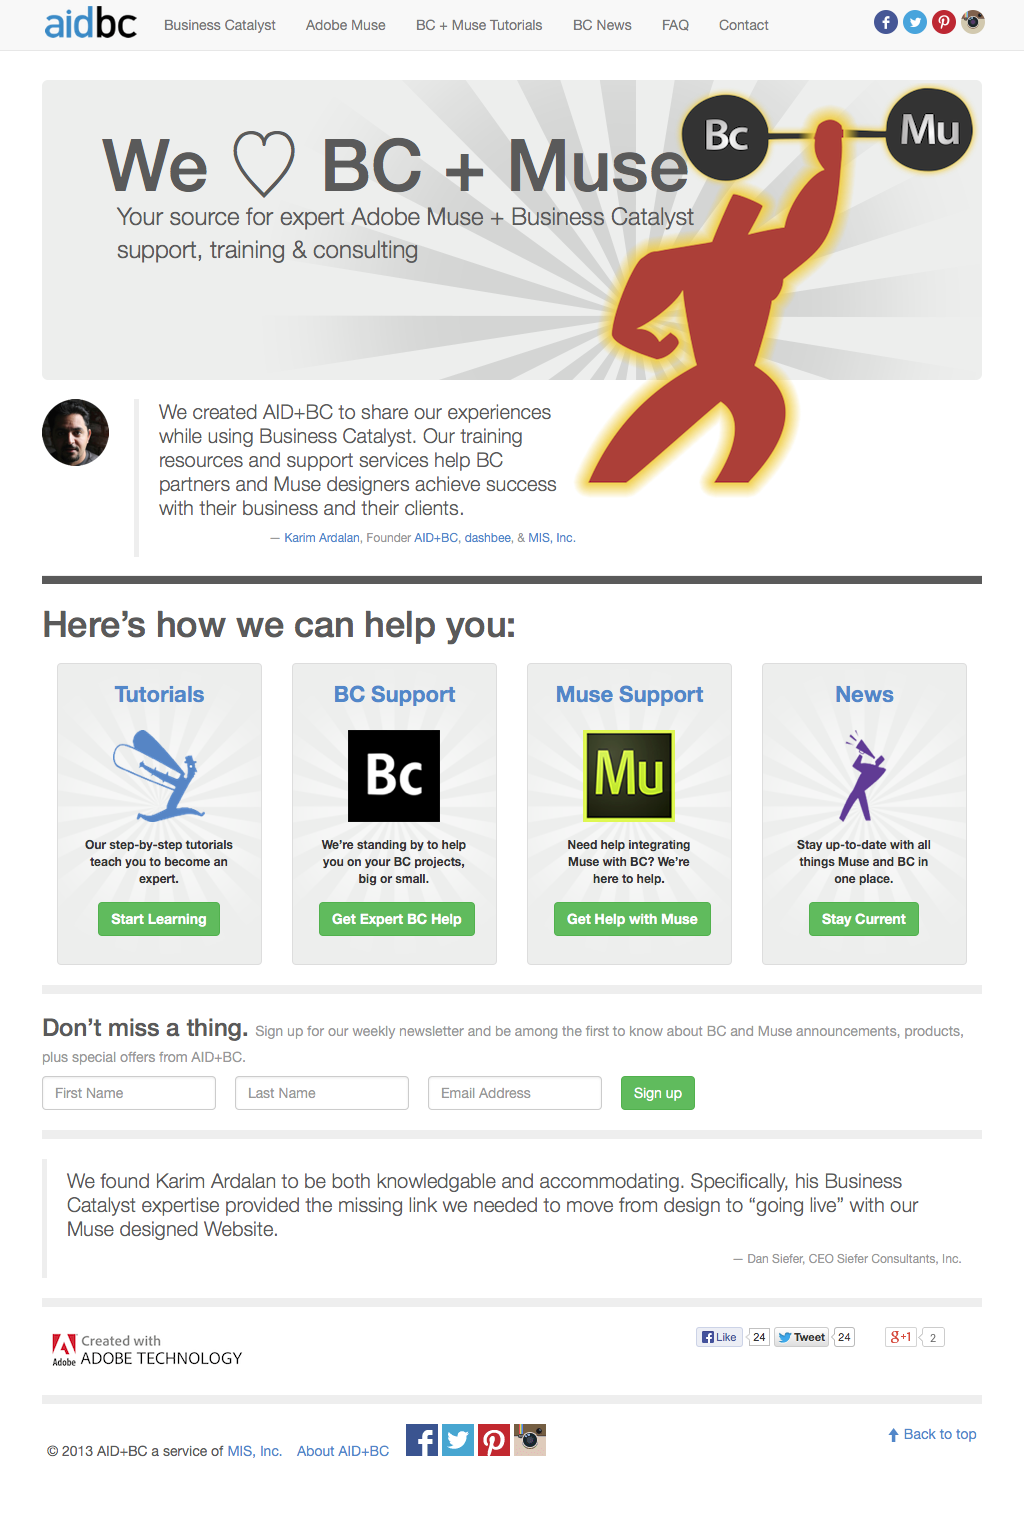 aidbc Business Catalyst Adobe Muse BC + Muse Tutorials BC News FAQ Contact
We ♡ BC + Muse
Bc Mu
Your source for expert Adobe Muse + Business Catalyst
support, training & consulting
We created AID+BC to share our experiences
while using Business Catalyst. Our training
resources and support services help BC
partners and Muse designers achieve success
with their business and their clients.
— Karim Ardalan, Founder AID+BC, dashbee, & MIS, Inc.
Here’s how we can help you:
Tutorials
Our step-by-step tutorials
teach you to become an
expert.
Start Learning
BC Support
Bc
We’re standing by to help
you on your BC projects,
big or small.
Get Expert BC Help
Muse Support
Mu
Need help integrating
Muse with BC? We’re
here to help.
Get Help with Muse
News
Stay up-to-date with all
things Muse and BC in
one place.
Stay Current
Don’t miss a thing. Sign up for our weekly newsletter and be among the first to know about BC and Muse announcements, products,
plus special offers from AID+BC.
First Name Last Name Email Address Sign up
We found Karim Ardalan to be both knowledgable and accommodating. Specifically, his Business
Catalyst expertise provided the missing link we needed to move from design to “going live” with our
Muse designed Website.
— Dan Siefer, CEO Siefer Consultants, Inc.
Adobe
Created with
ADOBE TECHNOLOGY
Like 24 Tweet 24 g+1 2
© 2013 AID+BC a service of MIS, Inc. About AID+BC
Back to top